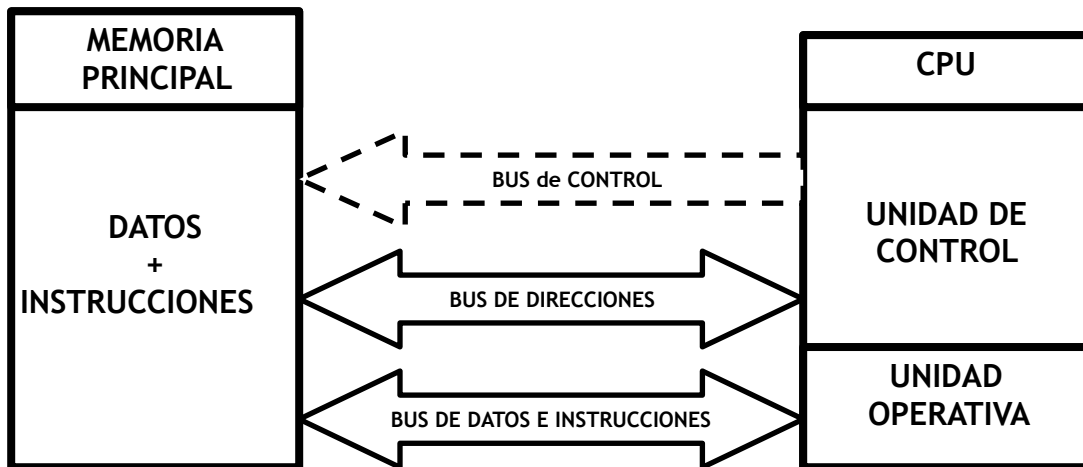 MEMORIA
PRINCIPAL
CPU
BUS de CONTROL
DATOS
+
INSTRUCCIONES
UNIDAD DE
CONTROL
BUS DE DIRECCIONES
UNIDAD
OPERATIVA
BUS DE DATOS E INSTRUCCIONES